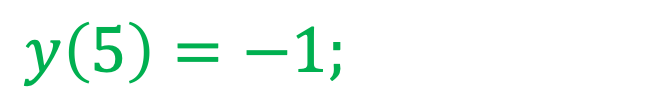 y(5) = −1;